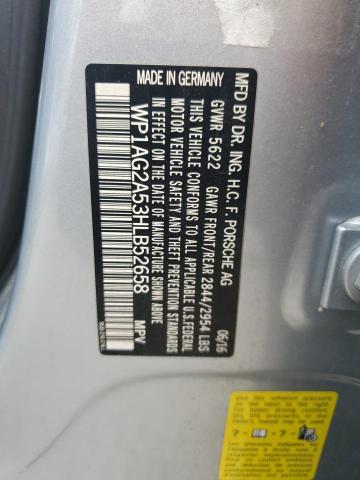 MFD BY DR. ING. H.C. F. PORSCHE AG
GVWR 5622
GAWR FRONT/REAR 2844/2954 LBS
THIS VEHICLE CONFORMS TO ALL APPLICABLE U.S. FEDERAL
MOTOR VEHICLE SAFETY AND THEFT PREVENTION STANDARDS
IN EFFECT ON THE DATE OF MANUFACTURE SHOWN ABOVE.
06/16
WP1AG2A53HLB52658
MPV
MADE IN GERMANY